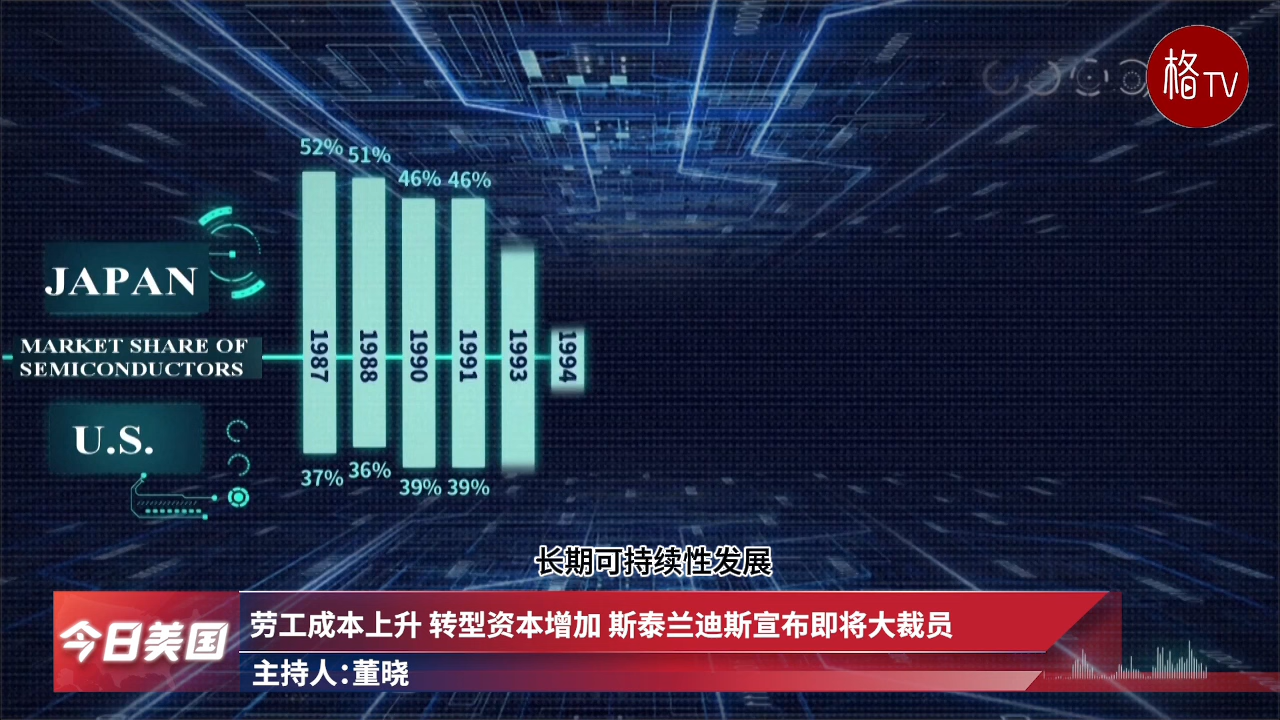 格TV
52% 51% 46% 46%
JAPAN
MARKET SHARE OF
SEMICONDUCTORS
1987 1988 1990 1991 1993 1994
U.S.
37% 36% 39% 39%
长期可持续性发展
今日美国
劳工成本上升 转型资本增加 斯泰兰迪斯宣布即将大裁员
主持人:董晓